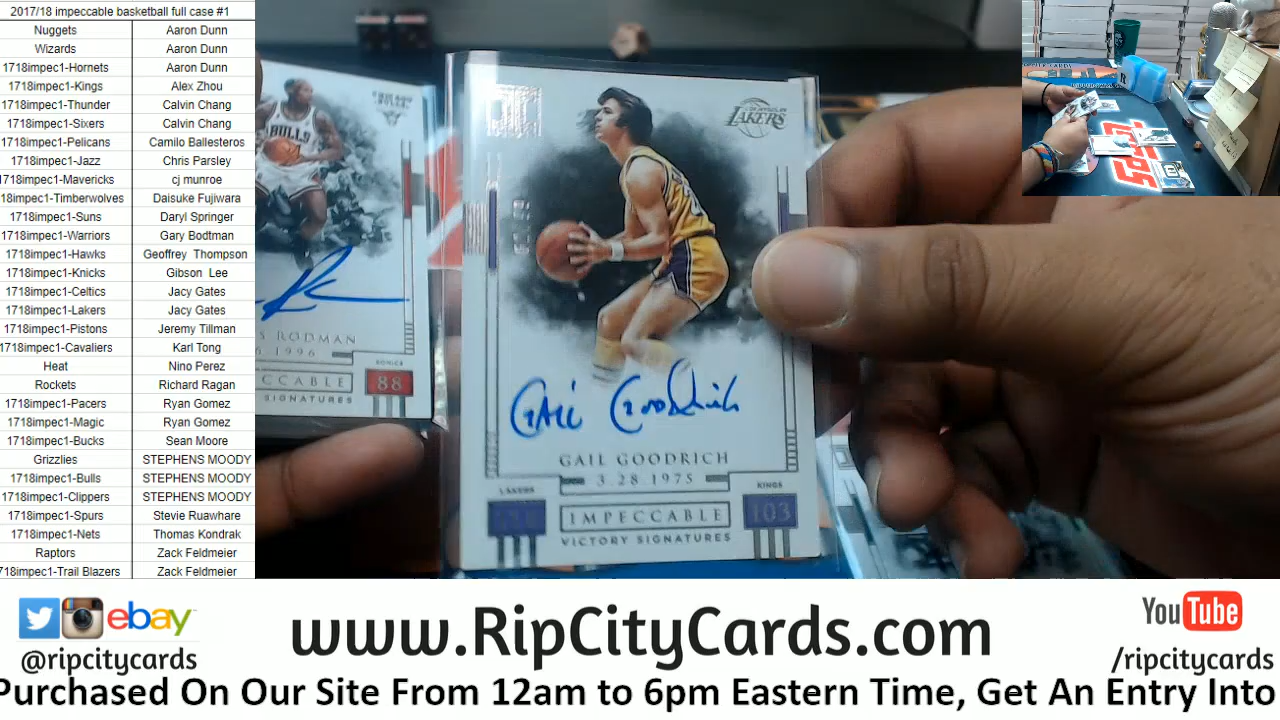 2017/18 impeccable basketball full case #1
Nuggets Aaron Dunn
Wizards Aaron Dunn
1718impec1-Hornets Aaron Dunn
1718impec1-Kings Alex Zhou
1718impec1-Thunder Calvin Chang
1718impec1-Sixers Calvin Chang
1718impec1-Pelicans Camilo Ballesteros
1718impec1-Jazz Chris Parsley
1718impec1-Mavericks cj munroe
18impec1-Timberwolves Daisuke Fujiwara
1718impec1-Suns Daryl Springer
1718impec1-Warriors Gary Bodtman
1718impec1-Hawks Geoffrey Thompson
1718impec1-Knicks Gibson Lee
1718impec1-Celtics Jacy Gates
1718impec1-Lakers Jacy Gates
1718impec1-Pistons Jeremy Tillman
1718impec1-Cavaliers Karl Tong
Heat Nino Perez
Rockets Richard Ragan
1718impec1-Pacers Ryan Gomez
1718impec1-Magic Ryan Gomez
1718impec1-Bucks Sean Moore
Grizzlies STEPHENS MOODY
1718impec1-Bulls STEPHENS MOODY
1718impec1-Clippers STEPHENS MOODY
1718impec1-Spurs Stevie Ruawhare
1718impec1-Nets Thomas Kondrak
Raptors Zack Feldmeier
718impec1-Trail Blazers Zack Feldmeier
CHICAGO BULLS
BULLS
S RODMAN
6.1996
SONICS
CCABLE 88
SIGNATURES
LAKERS
Gail Goodrich
GAIL GOODRICH
3.28.1975
LAKERS KINGS
IMPECCABLE 103
VICTORY SIGNATURES
ebay
@ripcitycards
www.RipCityCards.com
YouTube
/ripcitycards
Purchased On Our Site From 12am to 6pm Eastern Time, Get An Entry Into